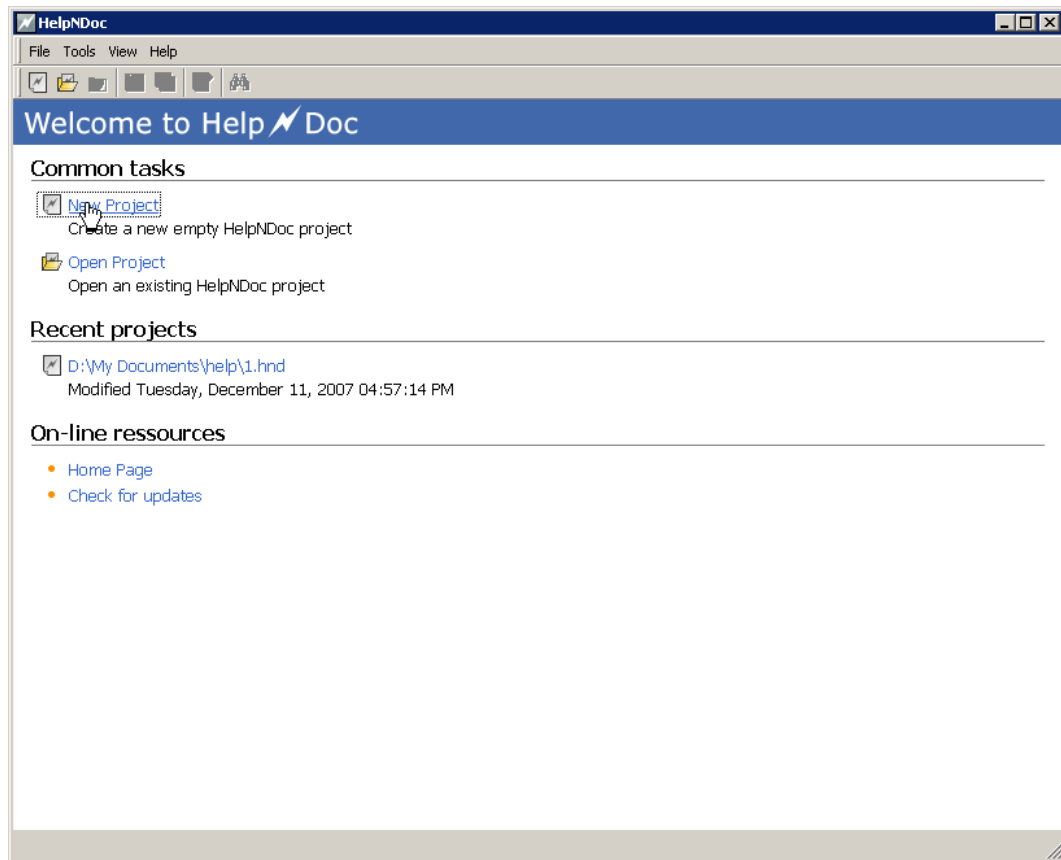 HelpNDoc
File Tools View Help
Welcome to Help Doc
Common tasks
New Project
Create a new empty HelpNDoc project
Open Project
Open an existing HelpNDoc project
Recent projects
D:\My Documents\help\1.hnd
Modified Tuesday, December 11, 2007 04:57:14 PM
On-line ressources
Home Page
Check for updates